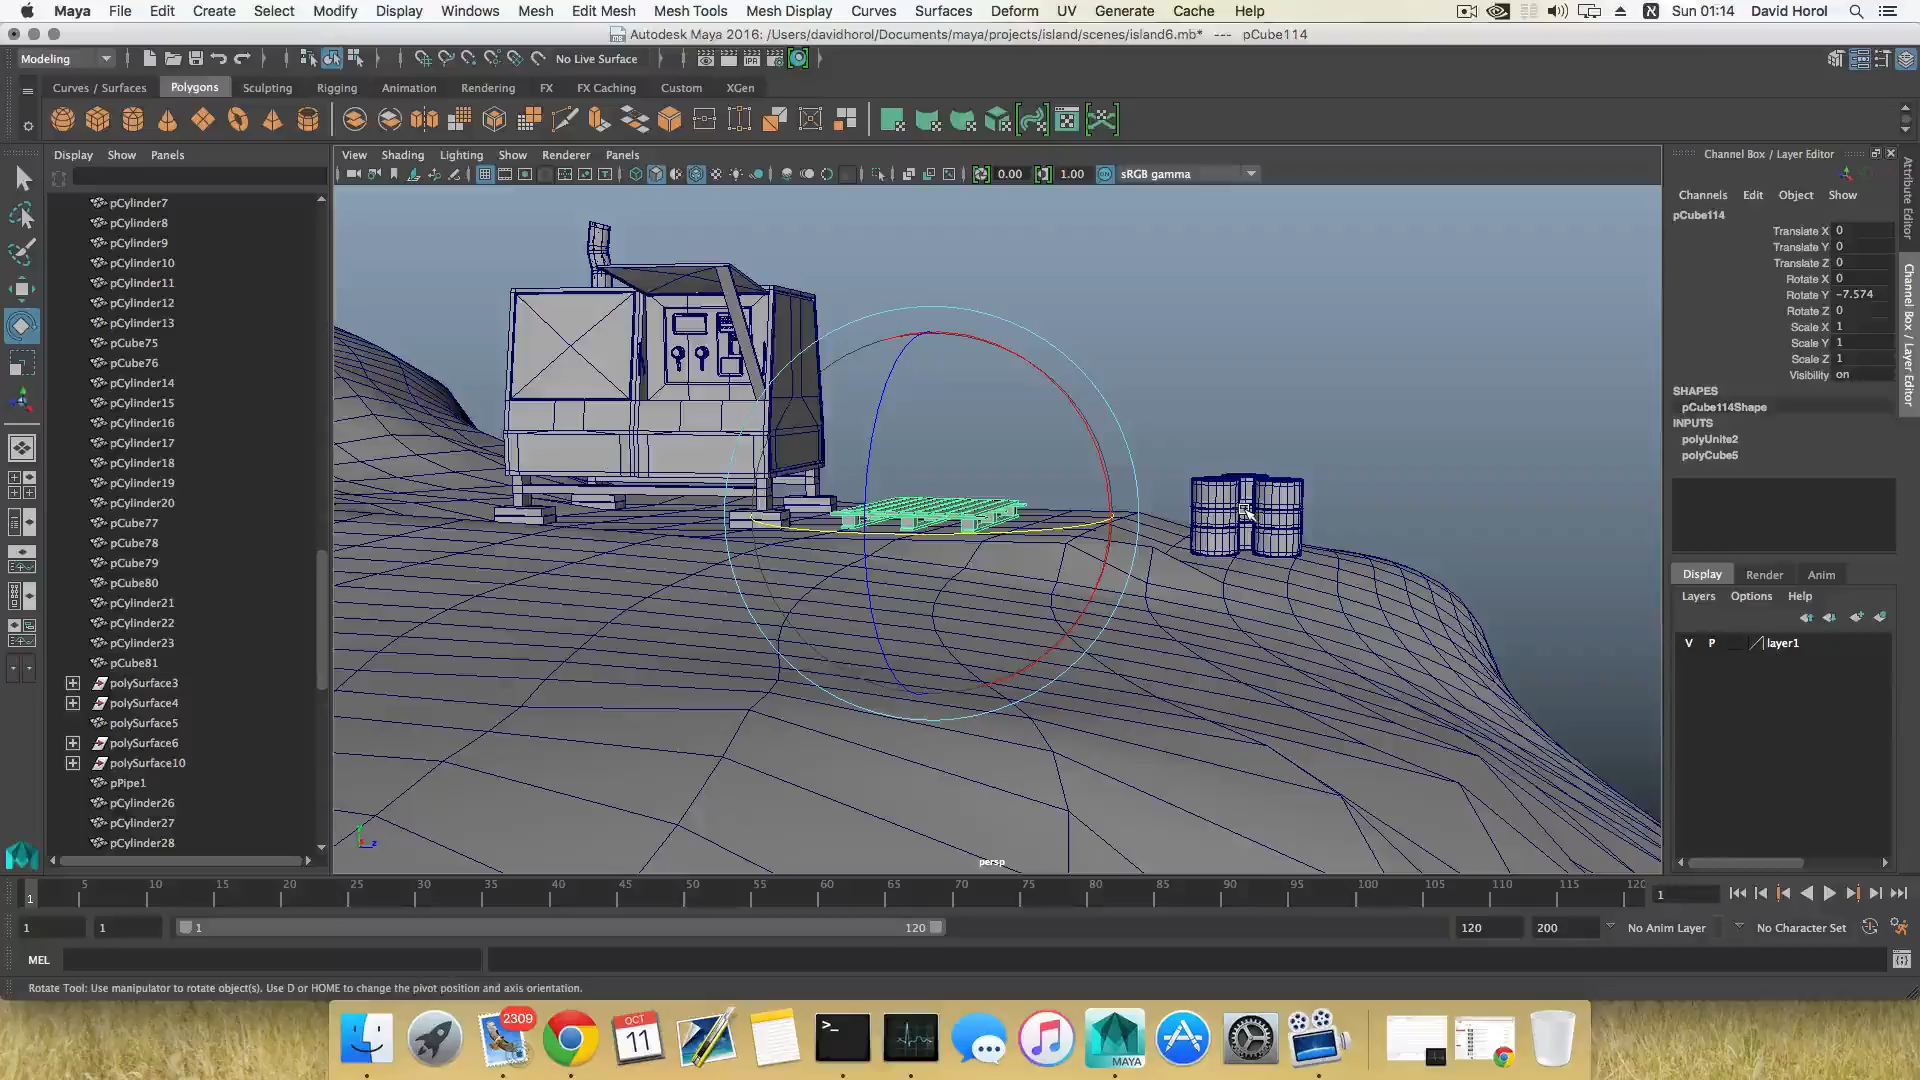 Maya File Edit Create Select Modify Display Windows Mesh Edit Mesh Mesh Tools Mesh Display Curves Surfaces Deform UV Generate Cache Help Sun 01:14 David Horol
Autodesk Maya 2016: /Users/davidhorol/Documents/maya/projects/island/scenes/island6.mb* --- pCube114
Modeling No Live Surface
Curves / Surfaces Polygons Sculpting Rigging Animation Rendering FX FX Caching Custom XGen
Display Show Panels
View Shading Lighting Show Renderer Panels
0.00 1.00 sRGB gamma
pCylinder7
pCylinder8
pCylinder9
pCylinder10
pCylinder11
pCylinder12
pCylinder13
pCube75
pCube76
pCylinder14
pCylinder15
pCylinder16
pCylinder17
pCylinder18
pCylinder19
pCylinder20
pCube77
pCube78
pCube79
pCube80
pCylinder21
pCylinder22
pCylinder23
pCube81
polySurface3
polySurface4
polySurface5
polySurface6
polySurface10
pPipe1
pCylinder26
pCylinder27
pCylinder28
persp
Channel Box / Layer Editor
Channels Edit Object Show
pCube114
Translate X 0
Translate Y 0
Translate Z 0
Rotate X 0
Rotate Y -7.574
Rotate Z 0
Scale X 1
Scale Y 1
Scale Z 1
Visibility on
SHAPES
pCube114Shape
INPUTS
polyUnite2
polyCube5
Display Render Anim
Layers Options Help
V P layer1
Attribute Editor
Channel Box / Layer Editor
1 5 10 15 20 25 30 35 40 45 50 55 60 65 70 75 80 85 90 95 100 105 110 115 120 1
1 1 1 120 120 200 No Anim Layer No Character Set
MEL
Rotate Tool: Use manipulator to rotate object(s). Use D or HOME to change the pivot position and axis orientation.
2309
OCT
11
MAYA